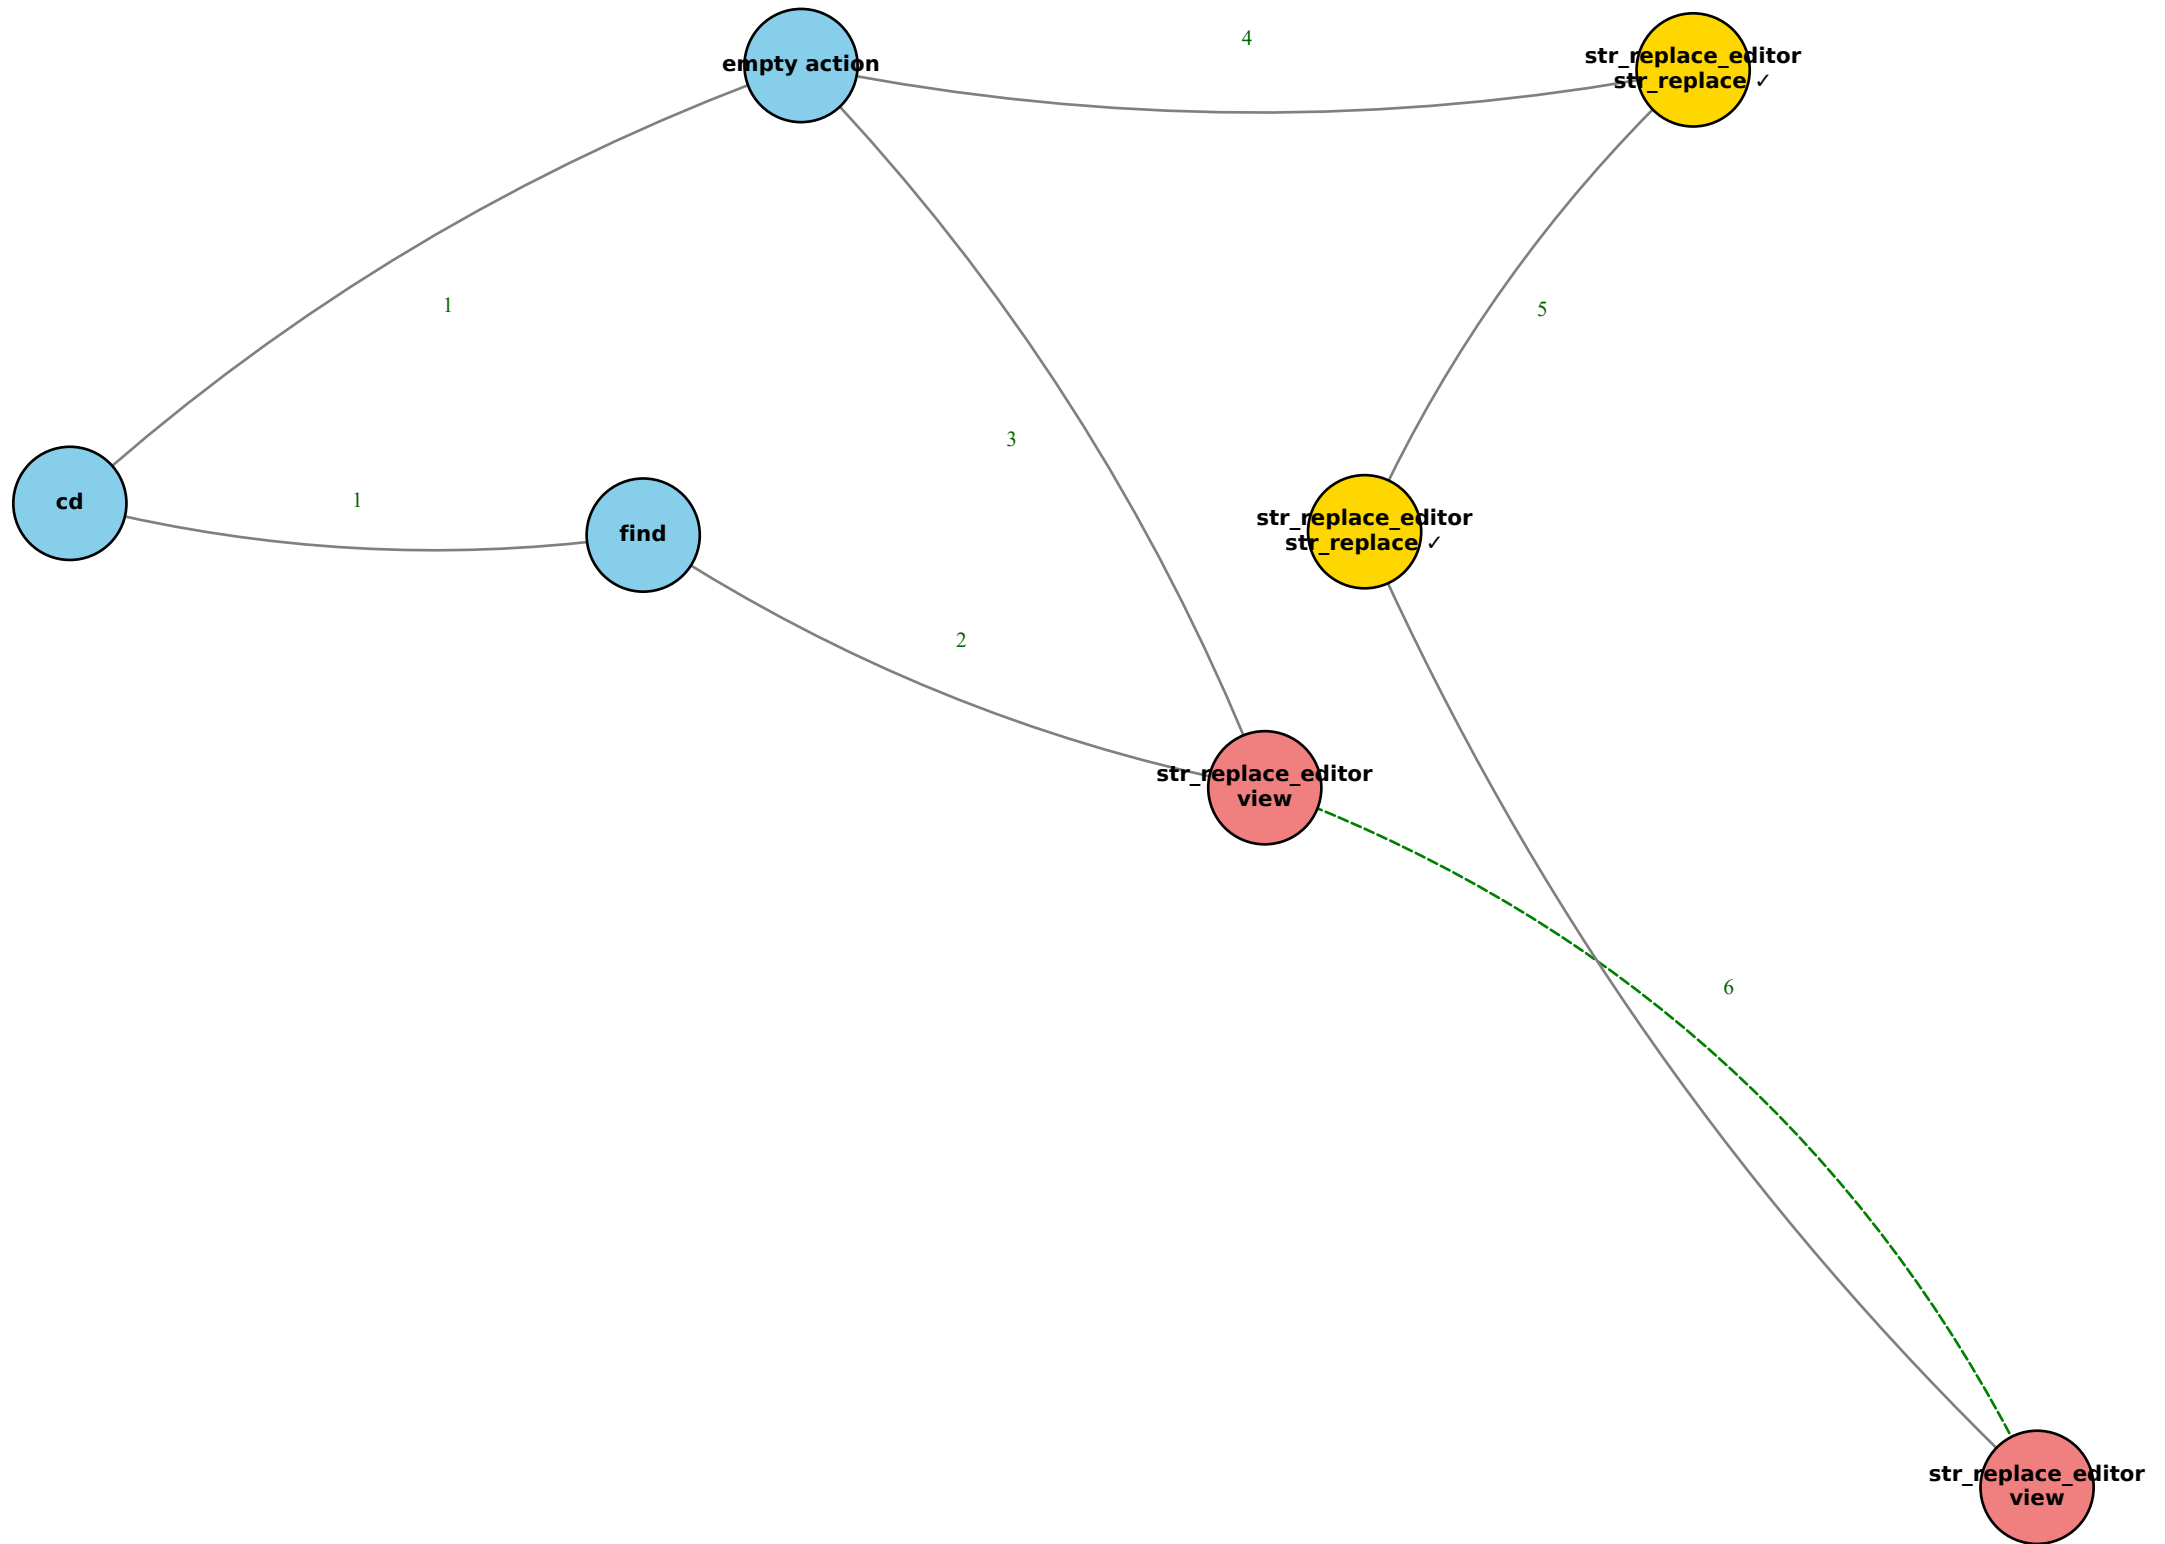 4
str_replace_editor
str_replace ✓
empty action
1
5
3
cd
1
find
str_replace_editor
str_replace ✓
2
str_replace_editor
view
6
str_replace_editor
view